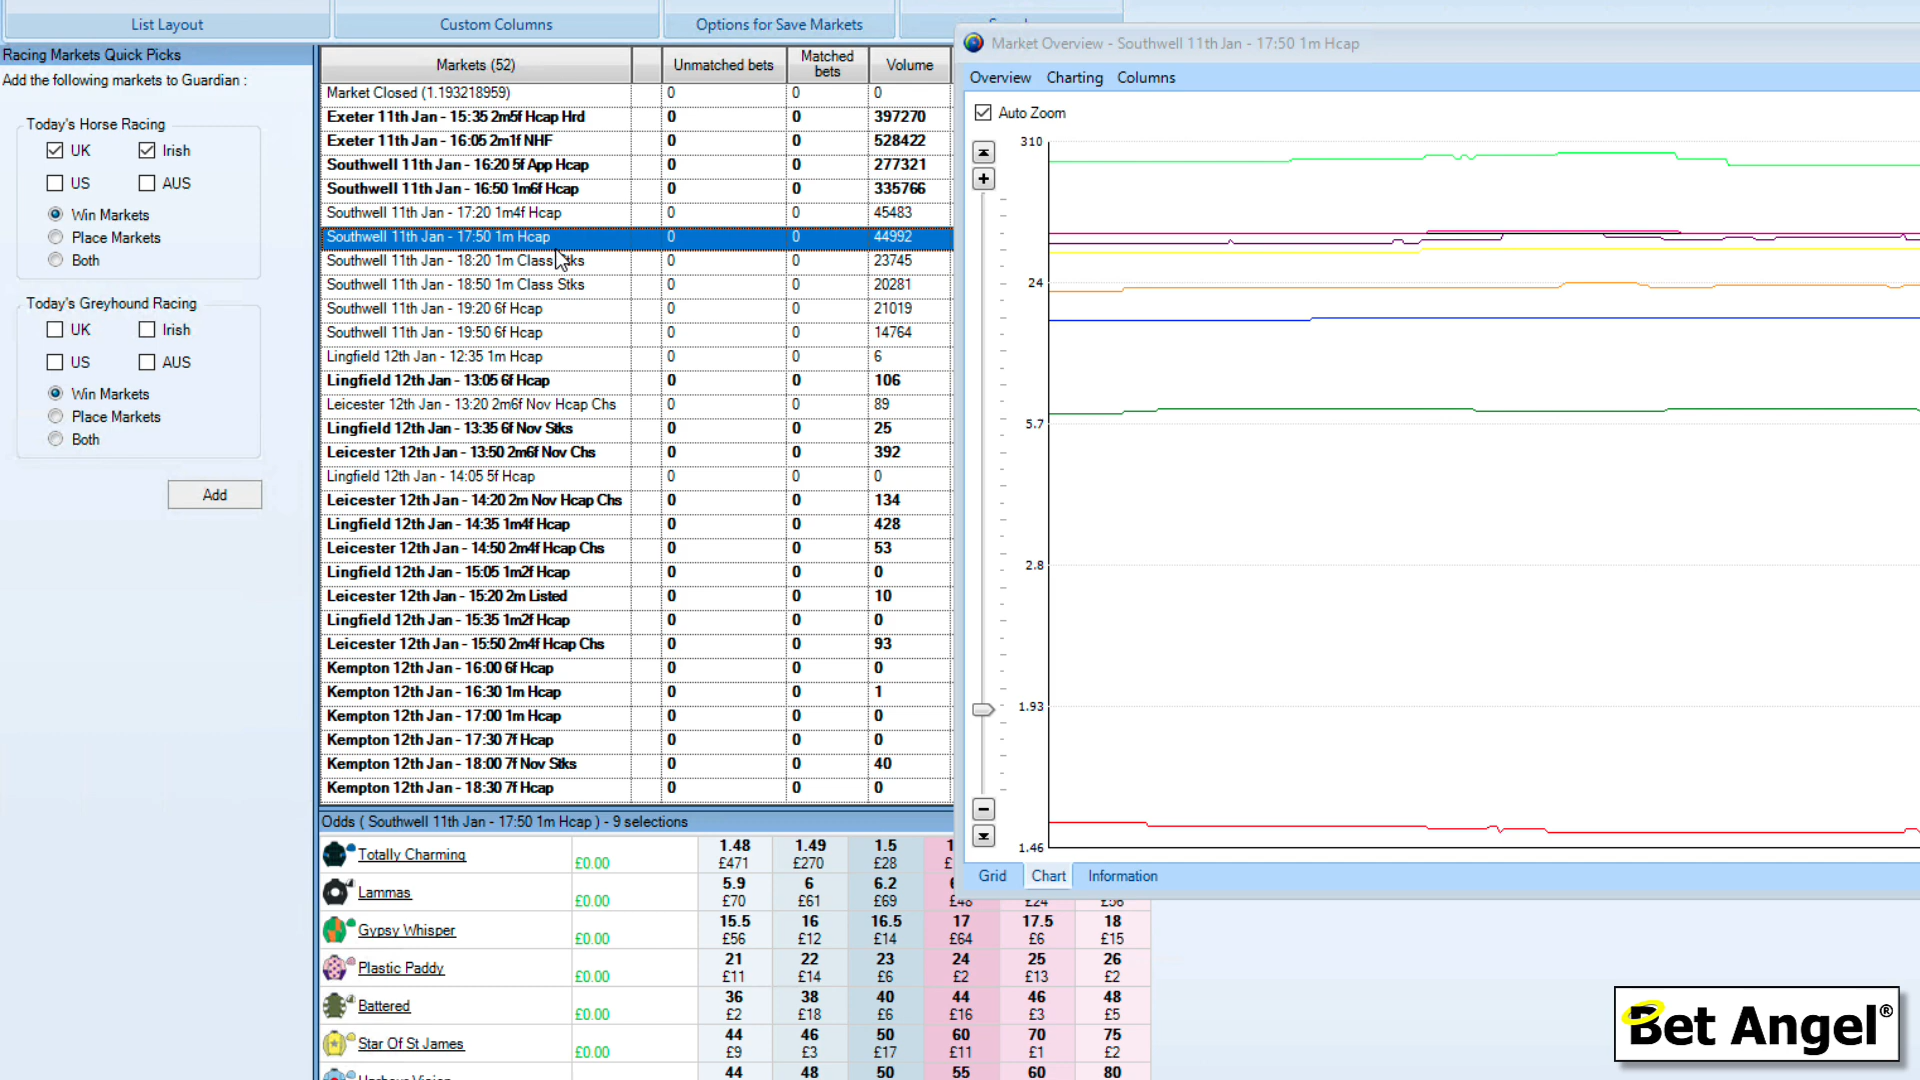 List Layout
Custom Columns
Options for Save Markets
Racing Markets Quick Picks
Add the following markets to Guardian :
Today's Horse Racing
UK
Irish
US
AUS
Win Markets
Place Markets
Both
Today's Greyhound Racing
UK
Irish
US
AUS
Win Markets
Place Markets
Both
Add
Markets (52) Unmatched bets Matched bets Volume
Market Closed (1.193218959) 0 0 0
Exeter 11th Jan - 15:35 2m5f Hcap Hrd 0 0 397270
Exeter 11th Jan - 16:05 2m1f NHF 0 0 528422
Southwell 11th Jan - 16:20 5f App Hcap 0 0 277321
Southwell 11th Jan - 16:50 1m6f Hcap 0 0 335766
Southwell 11th Jan - 17:20 1m4f Hcap 0 0 45483
Southwell 11th Jan - 17:50 1m Hcap 0 0 44992
Southwell 11th Jan - 18:20 1m Class Stks 0 0 23745
Southwell 11th Jan - 18:50 1m Class Stks 0 0 20281
Southwell 11th Jan - 19:20 6f Hcap 0 0 21019
Southwell 11th Jan - 19:50 6f Hcap 0 0 14764
Lingfield 12th Jan - 12:35 1m Hcap 0 0 6
Lingfield 12th Jan - 13:05 6f Hcap 0 0 106
Leicester 12th Jan - 13:20 2m6f Nov Hcap Chs 0 0 89
Lingfield 12th Jan - 13:35 6f Nov Stks 0 0 25
Leicester 12th Jan - 13:50 2m6f Nov Chs 0 0 392
Lingfield 12th Jan - 14:05 5f Hcap 0 0 0
Leicester 12th Jan - 14:20 2m Nov Hcap Chs 0 0 134
Lingfield 12th Jan - 14:35 1m4f Hcap 0 0 428
Leicester 12th Jan - 14:50 2m4f Hcap Chs 0 0 53
Lingfield 12th Jan - 15:05 1m2f Hcap 0 0 0
Leicester 12th Jan - 15:20 2m Listed 0 0 10
Lingfield 12th Jan - 15:35 1m2f Hcap 0 0 0
Leicester 12th Jan - 15:50 2m4f Hcap Chs 0 0 93
Kempton 12th Jan - 16:00 6f Hcap 0 0 0
Kempton 12th Jan - 16:30 1m Hcap 0 0 1
Kempton 12th Jan - 17:00 1m Hcap 0 0 0
Kempton 12th Jan - 17:30 7f Hcap 0 0 0
Kempton 12th Jan - 18:00 7f Nov Stks 0 0 40
Kempton 12th Jan - 18:30 7f Hcap 0 0 0
Odds ( Southwell 11th Jan - 17:50 1m Hcap ) - 9 selections
Totally Charming £0.00 1.48 1.49 1.5
£471 £270 £28
Lammas £0.00 5.9 6 6.2
£70 £61 £69 £48 £24 £56
Gypsy Whisper £0.00 15.5 16 16.5 17 17.5 18
£56 £12 £14 £64 £6 £15
Plastic Paddy £0.00 21 22 23 24 25 26
£11 £14 £6 £2 £13 £2
Battered £0.00 36 38 40 44 46 48
£2 £18 £6 £16 £3 £5
Star Of St James £0.00 44 46 50 60 70 75
£9 £3 £17 £11 £1 £2
44 48 50 55 60 80
Market Overview - Southwell 11th Jan - 17:50 1m Hcap
Overview Charting Columns
Auto Zoom
310
24
5.7
2.8
1.93
1.46
Grid Chart Information
Bet Angel®